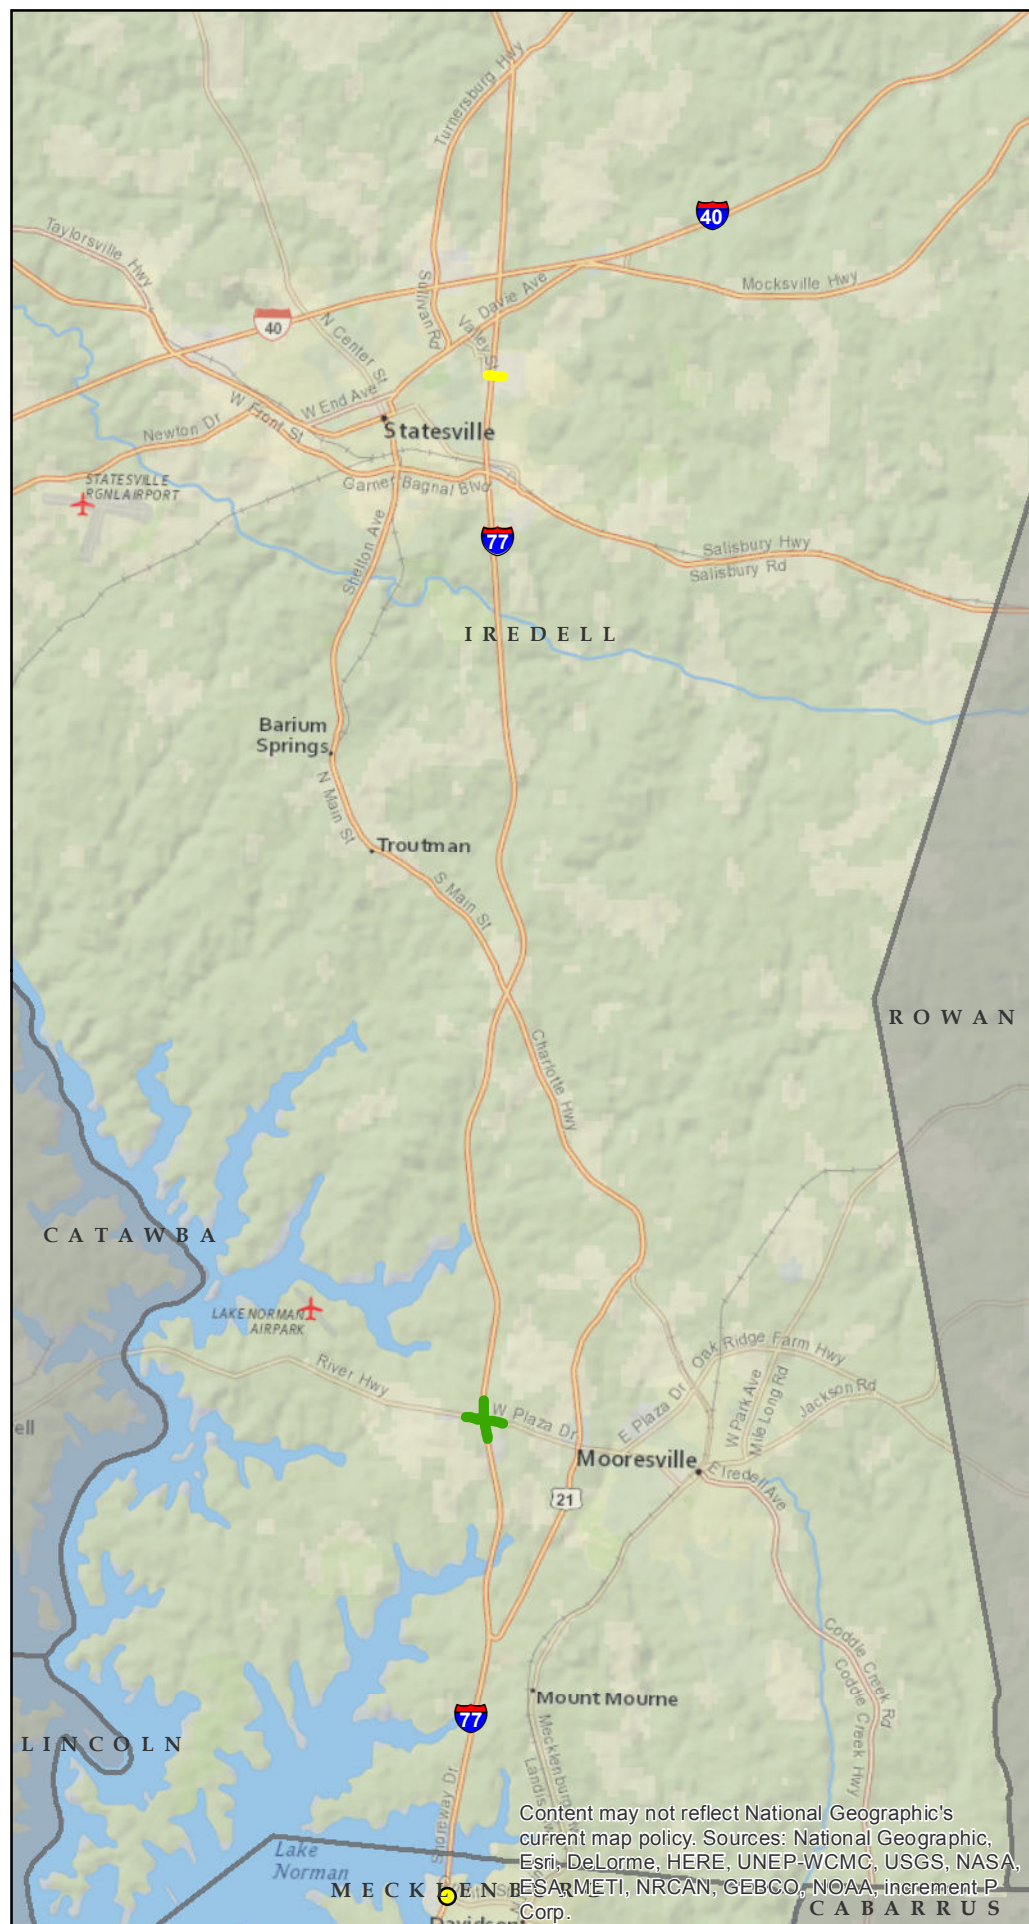 Turnersburg Hwy
40
Taylorsville Hwy
Mocksville Hwy
Sullivan Rd
Davie Ave
40
N Center St
Valley St
W End Ave
W Front St
Newton Dr
Statesville
STATESVILLE
RGNL AIRPORT
Garner Bagnal Blvd
77
Shelton Ave
Salisbury Hwy
Salisbury Rd
IREDELL
Barium
Springs
N Main St
Troutman
S Main St
ROWAN
Charlotte Hwy
CATAWBA
LAKE NORMAN
AIRPARK
River Hwy
Oak Ridge Farm Hwy
W Plaza Dr
E Plaza Dr
W Park Ave
Mile Long Rd
Jackson Rd
ell
Mooresville
E Iredell Ave
21
Coddle Creek Rd
Coddle Creek Hwy
Mount Mourne
77
LINCOLN
Mecklenburg
Landis
Shoreway Dr
Content may not reflect National Geographic's
current map policy. Sources: National Geographic,
Esri, DeLorme, HERE, UNEP-WCMC, USGS, NASA,
ESA, METI, NRCAN, GEBCO, NOAA, increment P
Corp.
Lake
Norman
MECKLENBURG
CABARRUS
Davidson